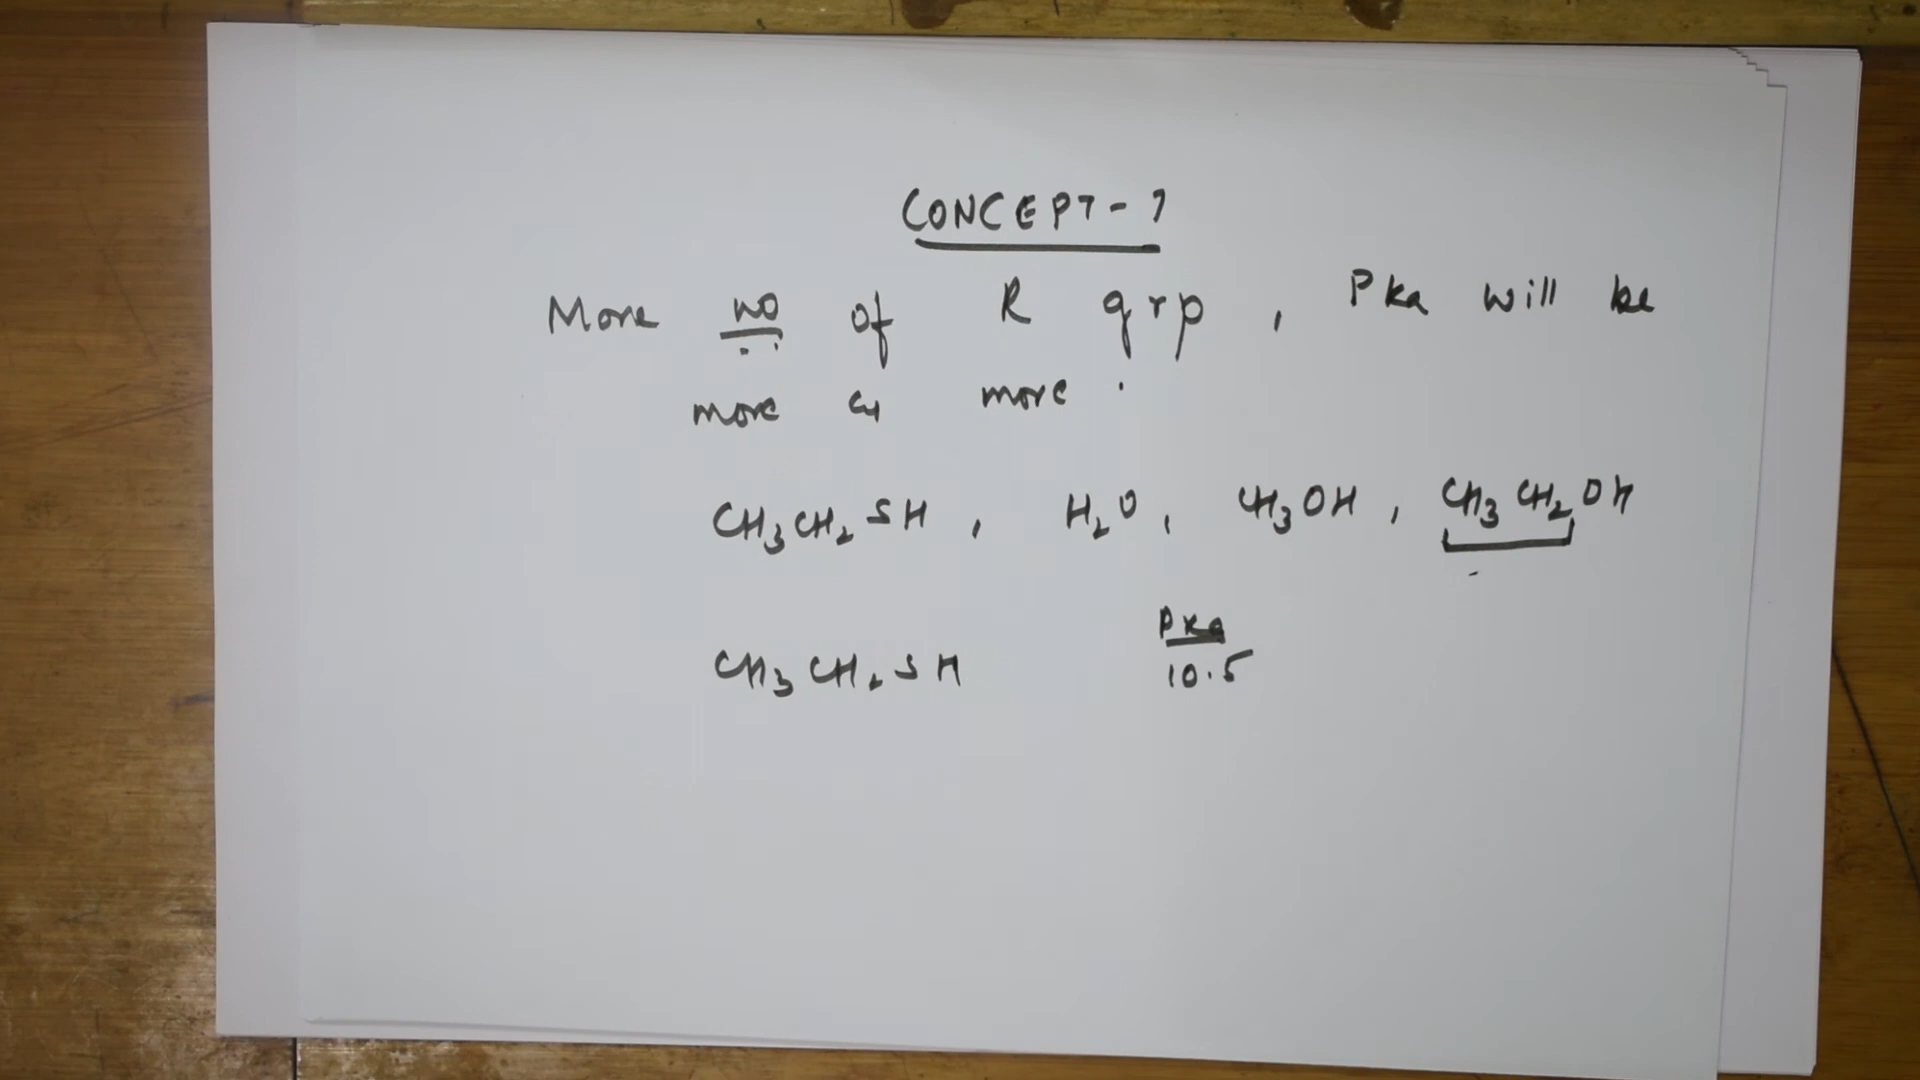 CONCEPT-7
More no of R grp, Pka will be
more & more.
CH₃CH₂SH, H₂O, CH₃OH, CH₃CH₂OH
Pka
CH₃CH₂SH 10.5